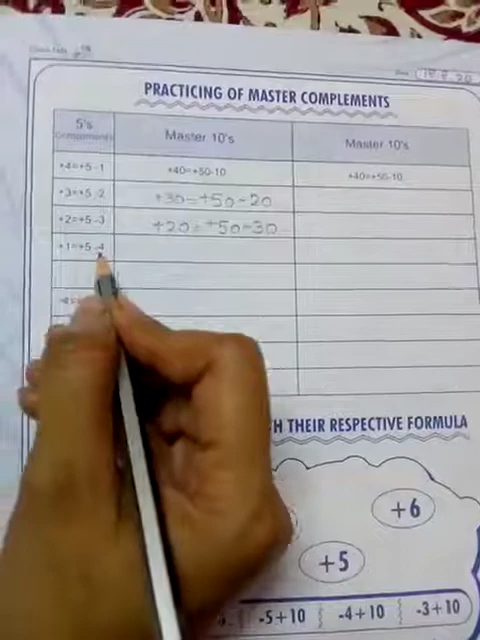 PRACTICING OF MASTER COMPLEMENTS
5's Master 10's Master 10's
Complements
+4=+5-1 +40=+50-10 +40=+50-10
+3=+5-2 +30=+50-20
+2=+5-3 +20=+50-30
+1=+5-4
THEIR RESPECTIVE FORMULA
+6
+5
-5+10 -4+10 -3+10